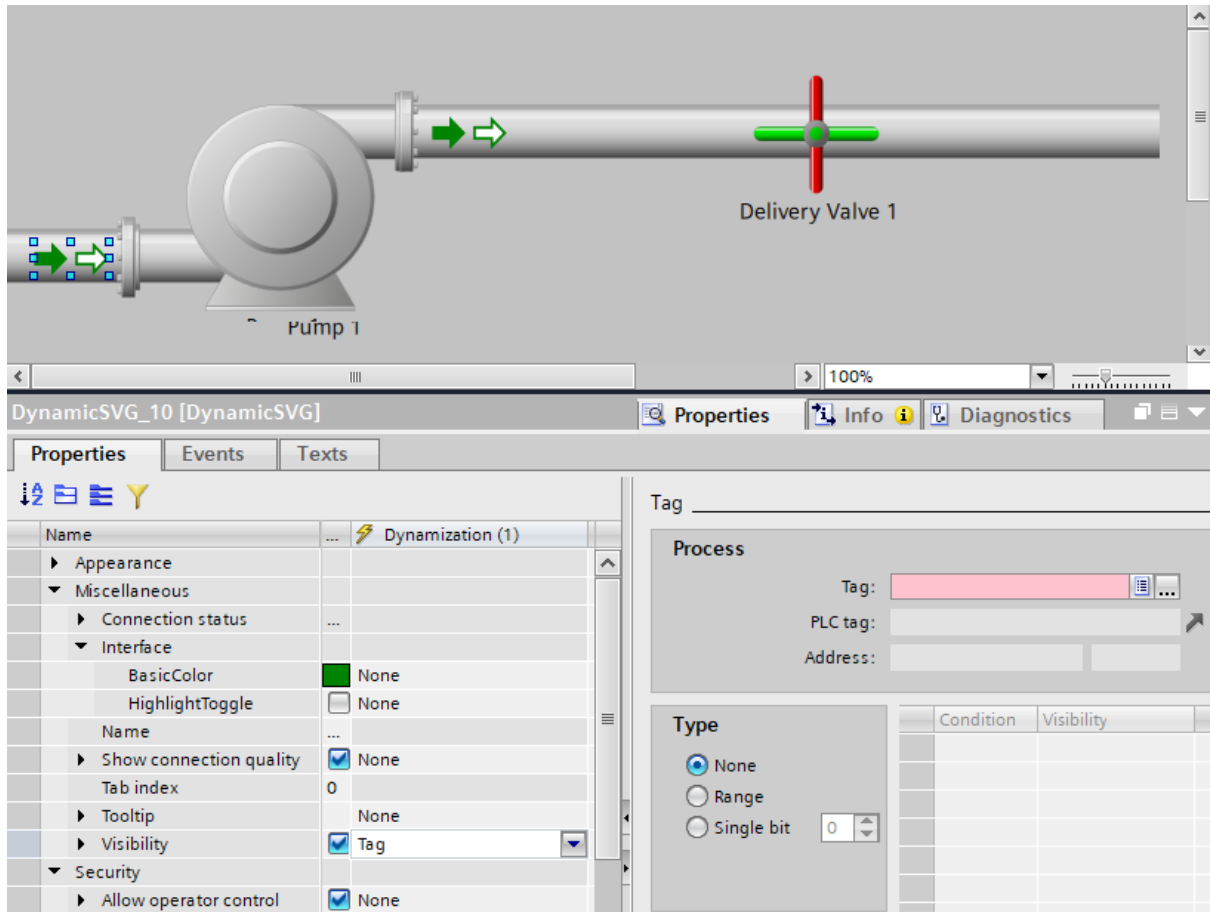 Delivery Valve 1
Pump 1
100%
DynamicSVG_10 [DynamicSVG]
Properties
Info
Diagnostics
Properties
Events
Texts
Name
...
Dynamization (1)
Appearance
Miscellaneous
Connection status
...
Interface
BasicColor
None
HighlightToggle
None
Name
...
Show connection quality
None
Tab index
0
Tooltip
None
Visibility
Tag
Security
Allow operator control
None
Tag
Process
Tag:
...
PLC tag:
Address:
Type
None
Range
Single bit
0
Condition
Visibility